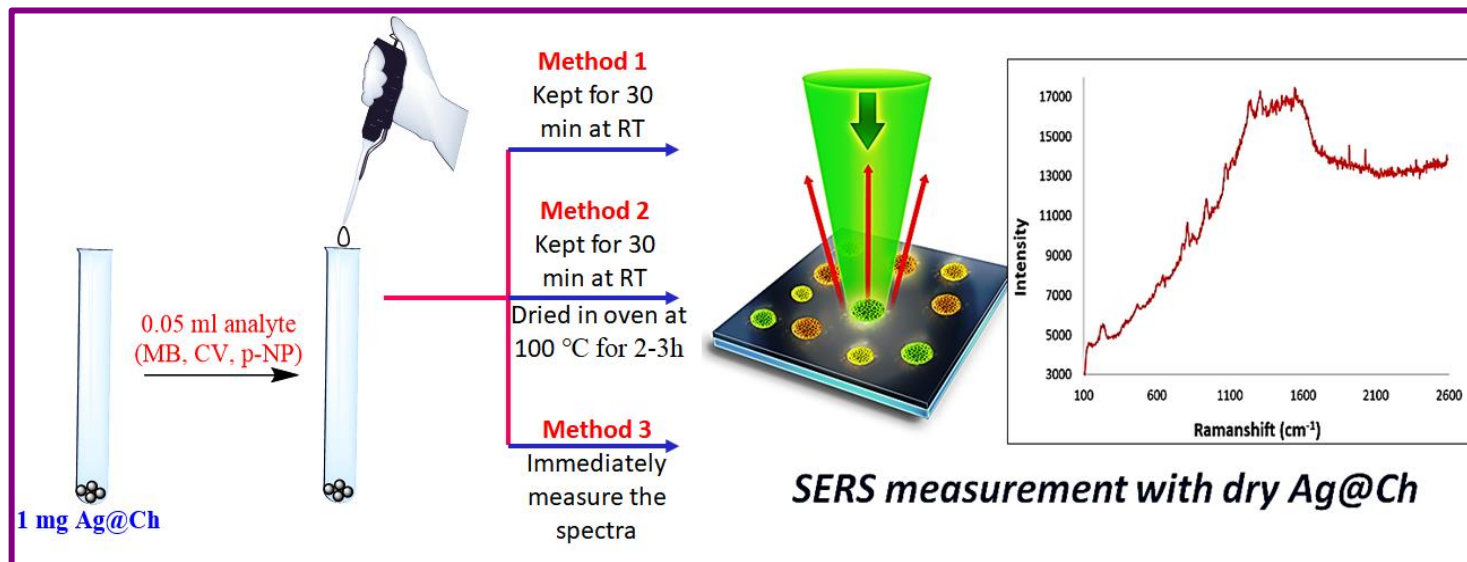 1 mg Ag@Ch
0.05 ml analyte
(MB, CV, p-NP)
Method 1
Kept for 30
min at RT
Method 2
Kept for 30
min at RT
Dried in oven at
100 °C for 2-3h
Method 3
Immediately
measure the
spectra
17000
15000
13000
11000
9000
7000
5000
3000
Intensity
100 600 1100 1600 2100 2600
Ramanshift (cm-1)
SERS measurement with dry Ag@Ch